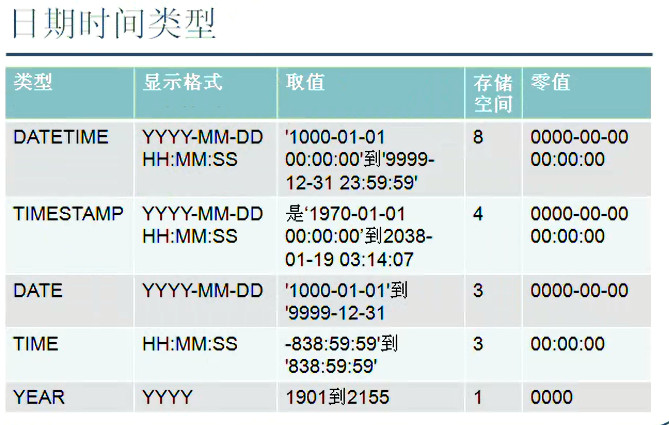 日期时间类型
类型 显示格式 取值 存储 零值
空间
DATETIME YYYY-MM-DD '1000-01-01 8 0000-00-00
HH:MM:SS 00:00:00'到'9999- 00:00:00
12-31 23:59:59'
TIMESTAMP YYYY-MM-DD 是‘1970-01-01 4 0000-00-00
HH:MM:SS 00:00:00’到2038- 00:00:00
01-19 03:14:07
DATE YYYY-MM-DD '1000-01-01'到 3 0000-00-00
'9999-12-31
TIME HH:MM:SS -838:59:59'到 3 00:00:00
'838:59:59'
YEAR YYYY 1901到2155 1 0000